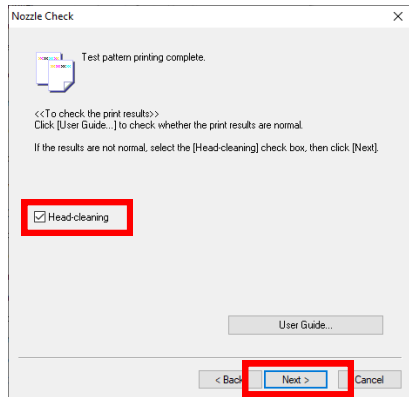 Nozzle Check
Test pattern printing complete.
<<To check the print results>>
Click [User Guide...] to check whether the print results are normal.
If the results are not normal, select the [Head-cleaning] check box, then click [Next].
Head-cleaning
User Guide...
< Back
Next >
Cancel